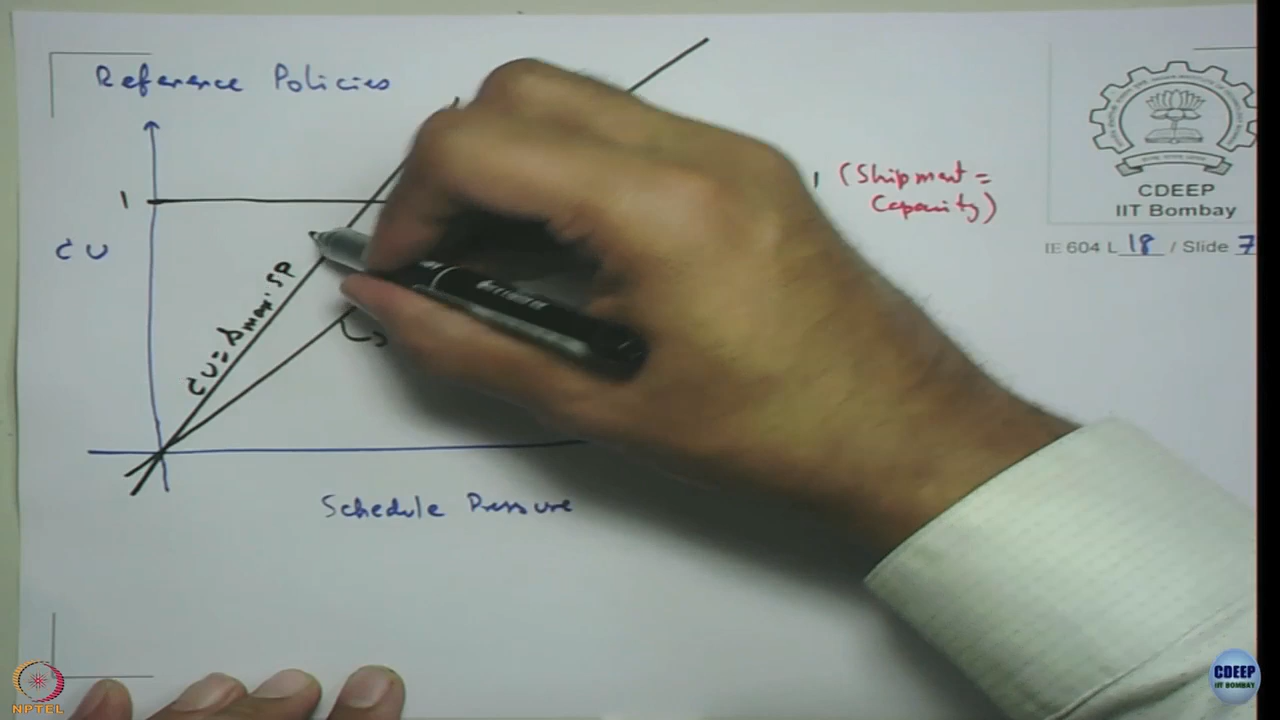 Reference Policies
1
CU
CU = Smax. SP
1 (Shipment =
Capacity)
Schedule Pressure
CDEEP
IIT Bombay
IE 604 L 18 / Slide 7
NPTEL
CDEEP
IIT BOMBAY